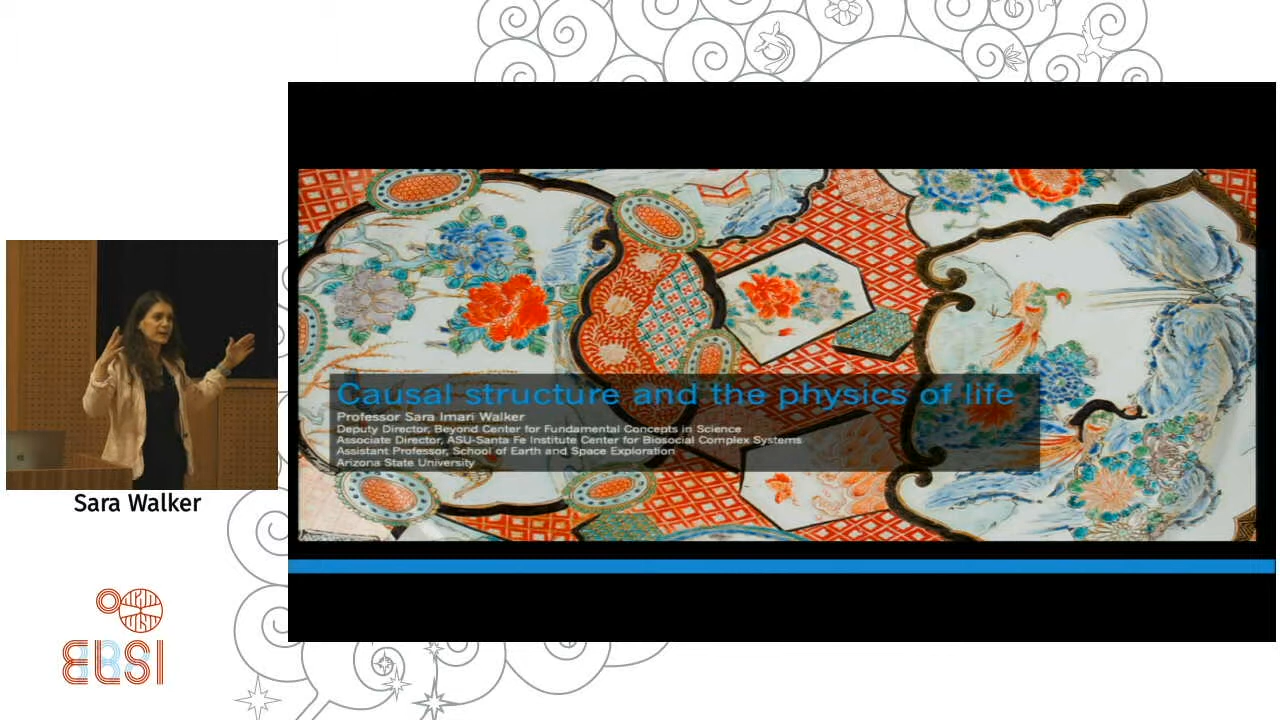 Causal structure and the physics of life
Professor Sara Imari Walker
Deputy Director, Beyond Center for Fundamental Concepts in Science
Associate Director, ASU-Santa Fe Institute Center for Biosocial Complex Systems
Assistant Professor, School of Earth and Space Exploration
Arizona State University
Sara Walker
ELSI